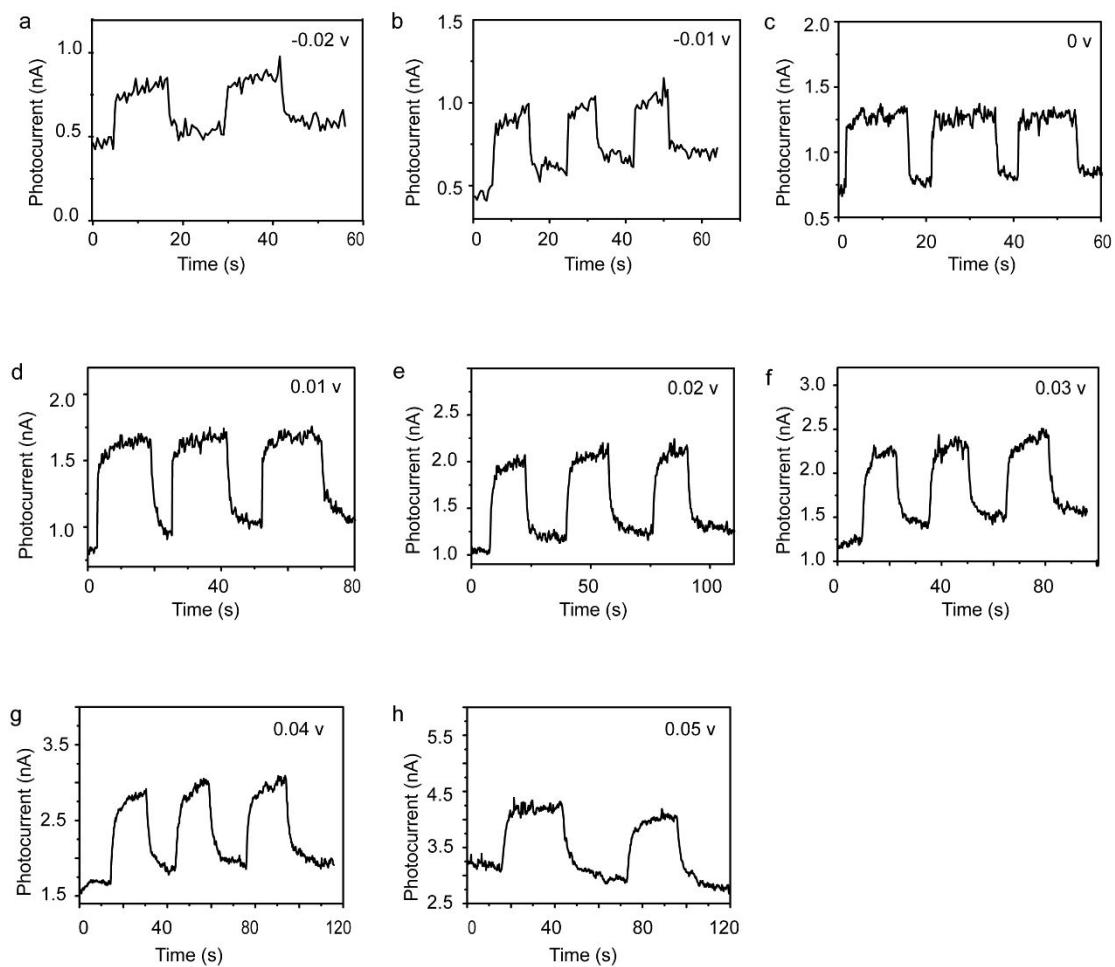 a
-0.02 v
Photocurrent (nA)
1.0
0.5
0.0
0 20 40 60
Time (s)
b
-0.01 v
Photocurrent (nA)
1.5
1.0
0.5
0 20 40 60
Time (s)
c
0 v
Photocurrent (nA)
2.0
1.5
1.0
0.5
0 20 40 60
Time (s)
d
0.01 v
Photocurrent (nA)
2.0
1.5
1.0
0 20 40 60 80
Time (s)
e
0.02 v
Photocurrent (nA)
3.0
2.5
2.0
1.5
1.0
0 50 100
Time (s)
f
0.03 v
Photocurrent (nA)
3.0
2.5
2.0
1.5
1.0
0 40 80
Time (s)
g
0.04 v
Photocurrent (nA)
3.5
2.5
1.5
0 40 80 120
Time (s)
h
0.05 v
Photocurrent (nA)
5.5
4.5
3.5
2.5
0 40 80 120
Time (s)